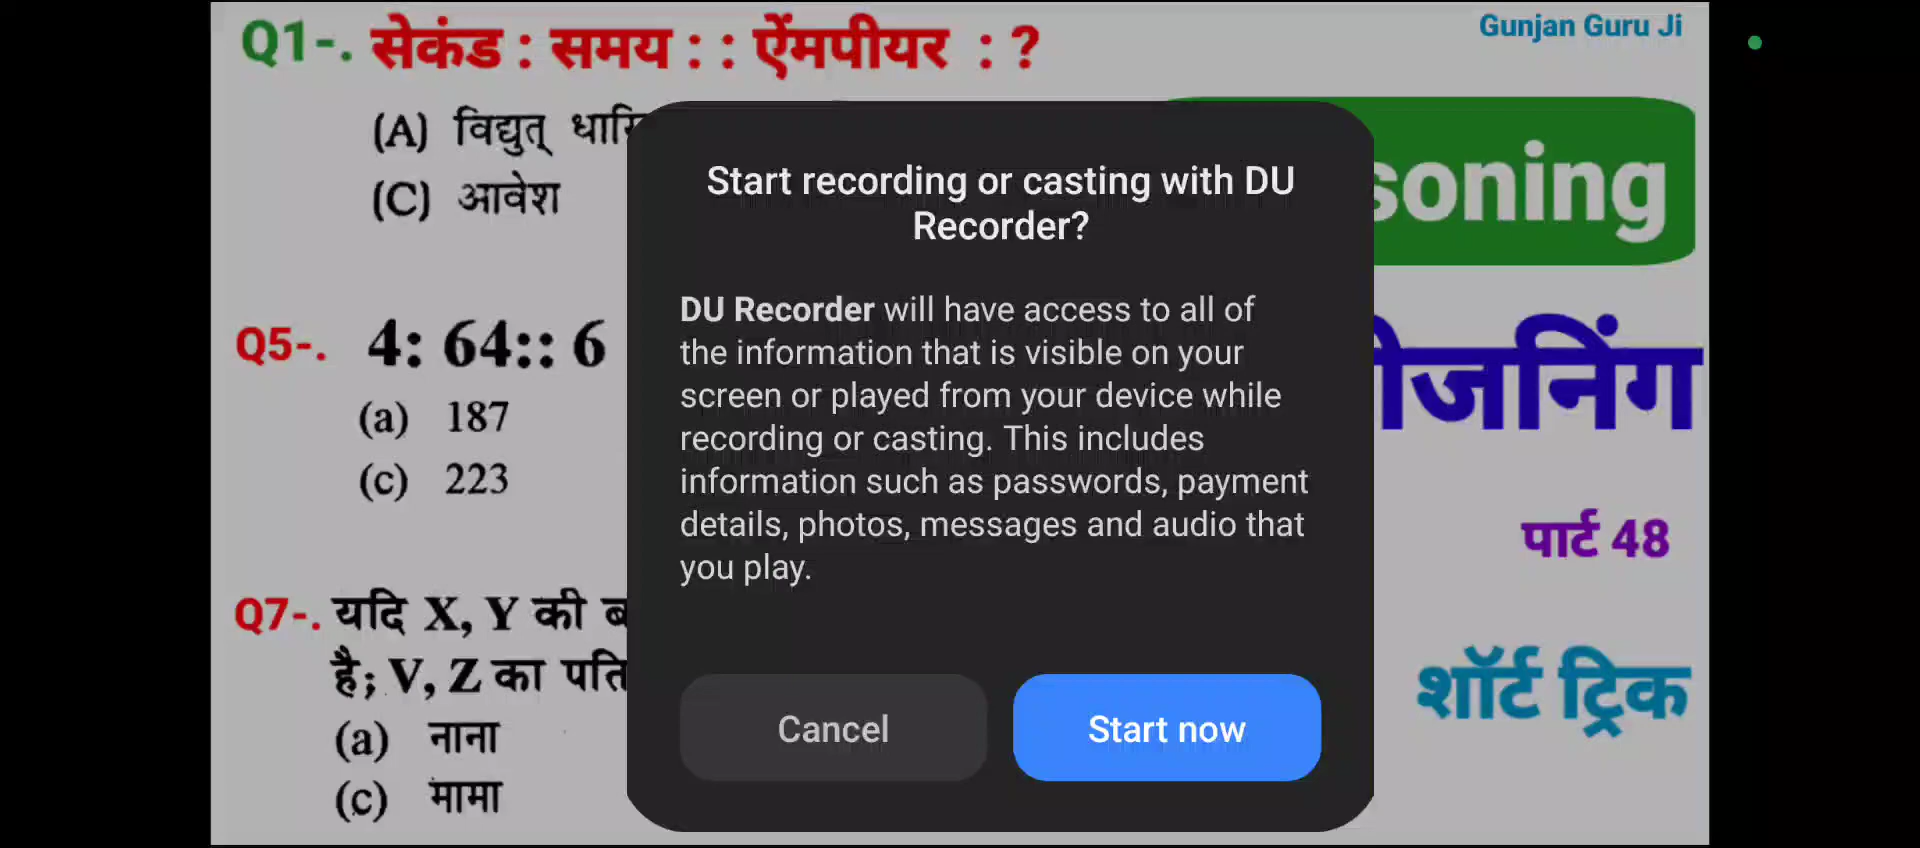 Q1-. सेकंड : समय : : ऐंमपीयर : ?
Gunjan Guru Ji
(A) विद्युत्
(C) आवेश
soning
Q5-. 4: 64:: 6
(a) 187
(c) 223
पार्ट 48
Q7-. यदि X, Y की
है; V, Z का पति
(a) नाना
(c) मामा
शॉर्ट ट्रिक
Start recording or casting with DU
Recorder?
DU Recorder will have access to all of
the information that is visible on your
screen or played from your device while
recording or casting. This includes
information such as passwords, payment
details, photos, messages and audio that
you play.
Cancel
Start now